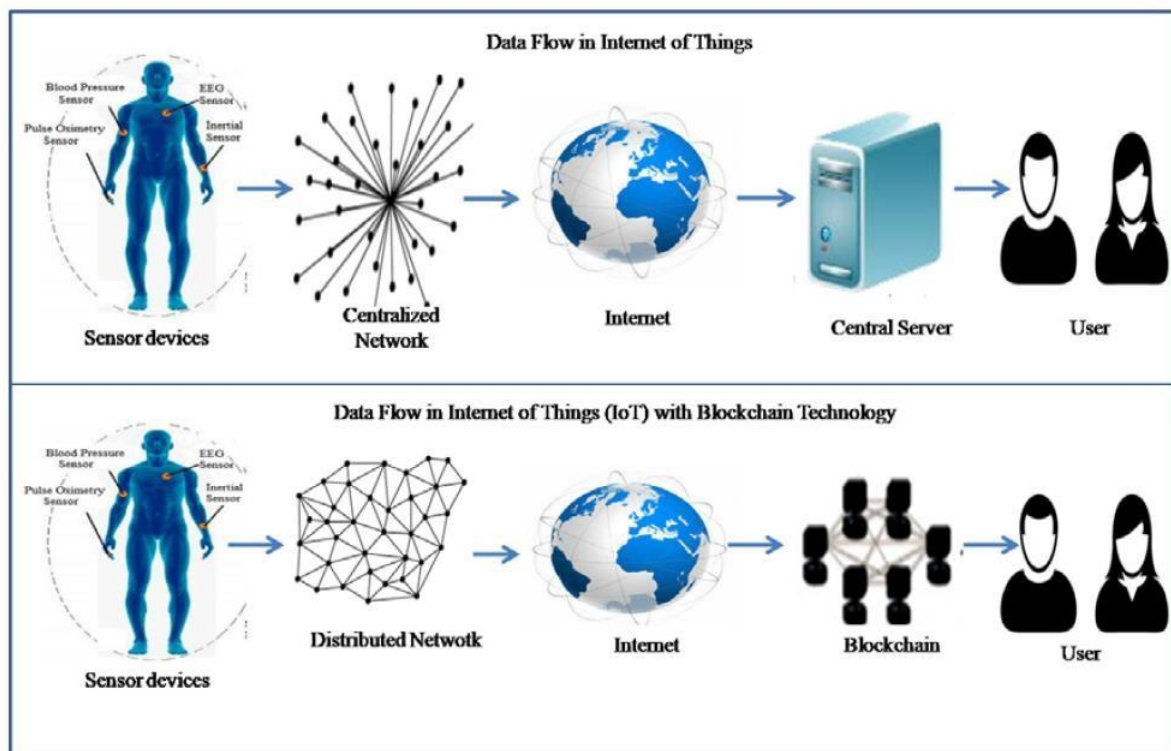 Data Flow in Internet of Things
Blood Pressure
Sensor
EEG
Sensor
Pulse Oximetry
Sensor
Inertial
Sensor
Sensor devices
Centralized
Network
Internet
Central Server
User
Data Flow in Internet of Things (IoT) with Blockchain Technology
Blood Pressure
Sensor
EEG
Sensor
Pulse Oximetry
Sensor
Inertial
Sensor
Sensor devices
Distributed Netwotk
Internet
Blockchain
User